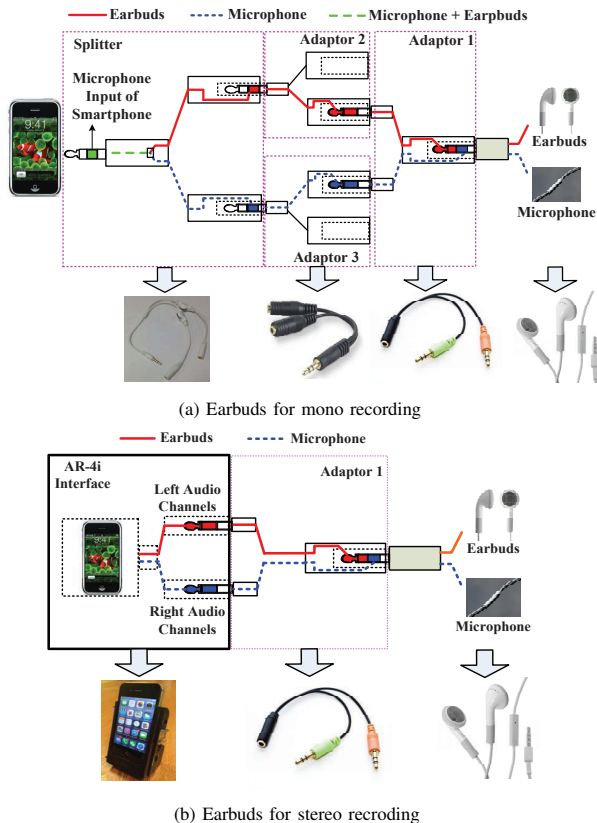 Earbuds Microphone Microphone + Earpbuds
Splitter
Adaptor 2
Adaptor 1
Microphone
Input of
Smartphone
9:41
Earbuds
Microphone
Adaptor 3
(a) Earbuds for mono recording
Earbuds Microphone
AR-4i
Interface
Adaptor 1
Left Audio
Channels
Earbuds
Right Audio
Channels
Microphone
(b) Earbuds for stereo recroding